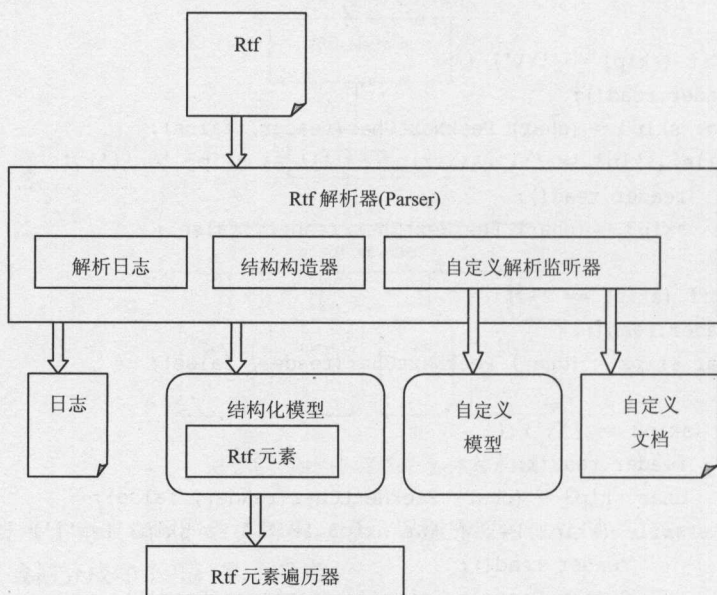 Rtf
Rtf 解析器(Parser)
解析日志
结构构造器
自定义解析监听器
日志
结构化模型
Rtf 元素
自定义
模型
自定义
文档
Rtf 元素遍历器